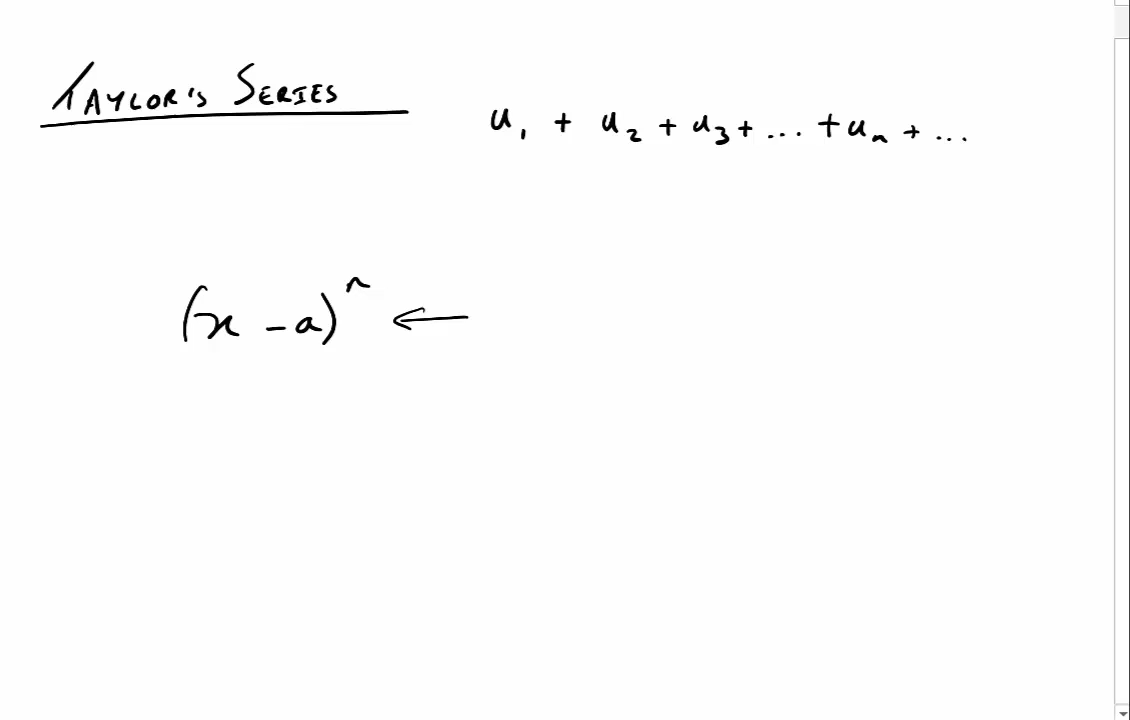 TAYLOR'S SERIES
u₁ + u₂ + u₃ + ... + uₙ + ...
(x - a)ⁿ ←